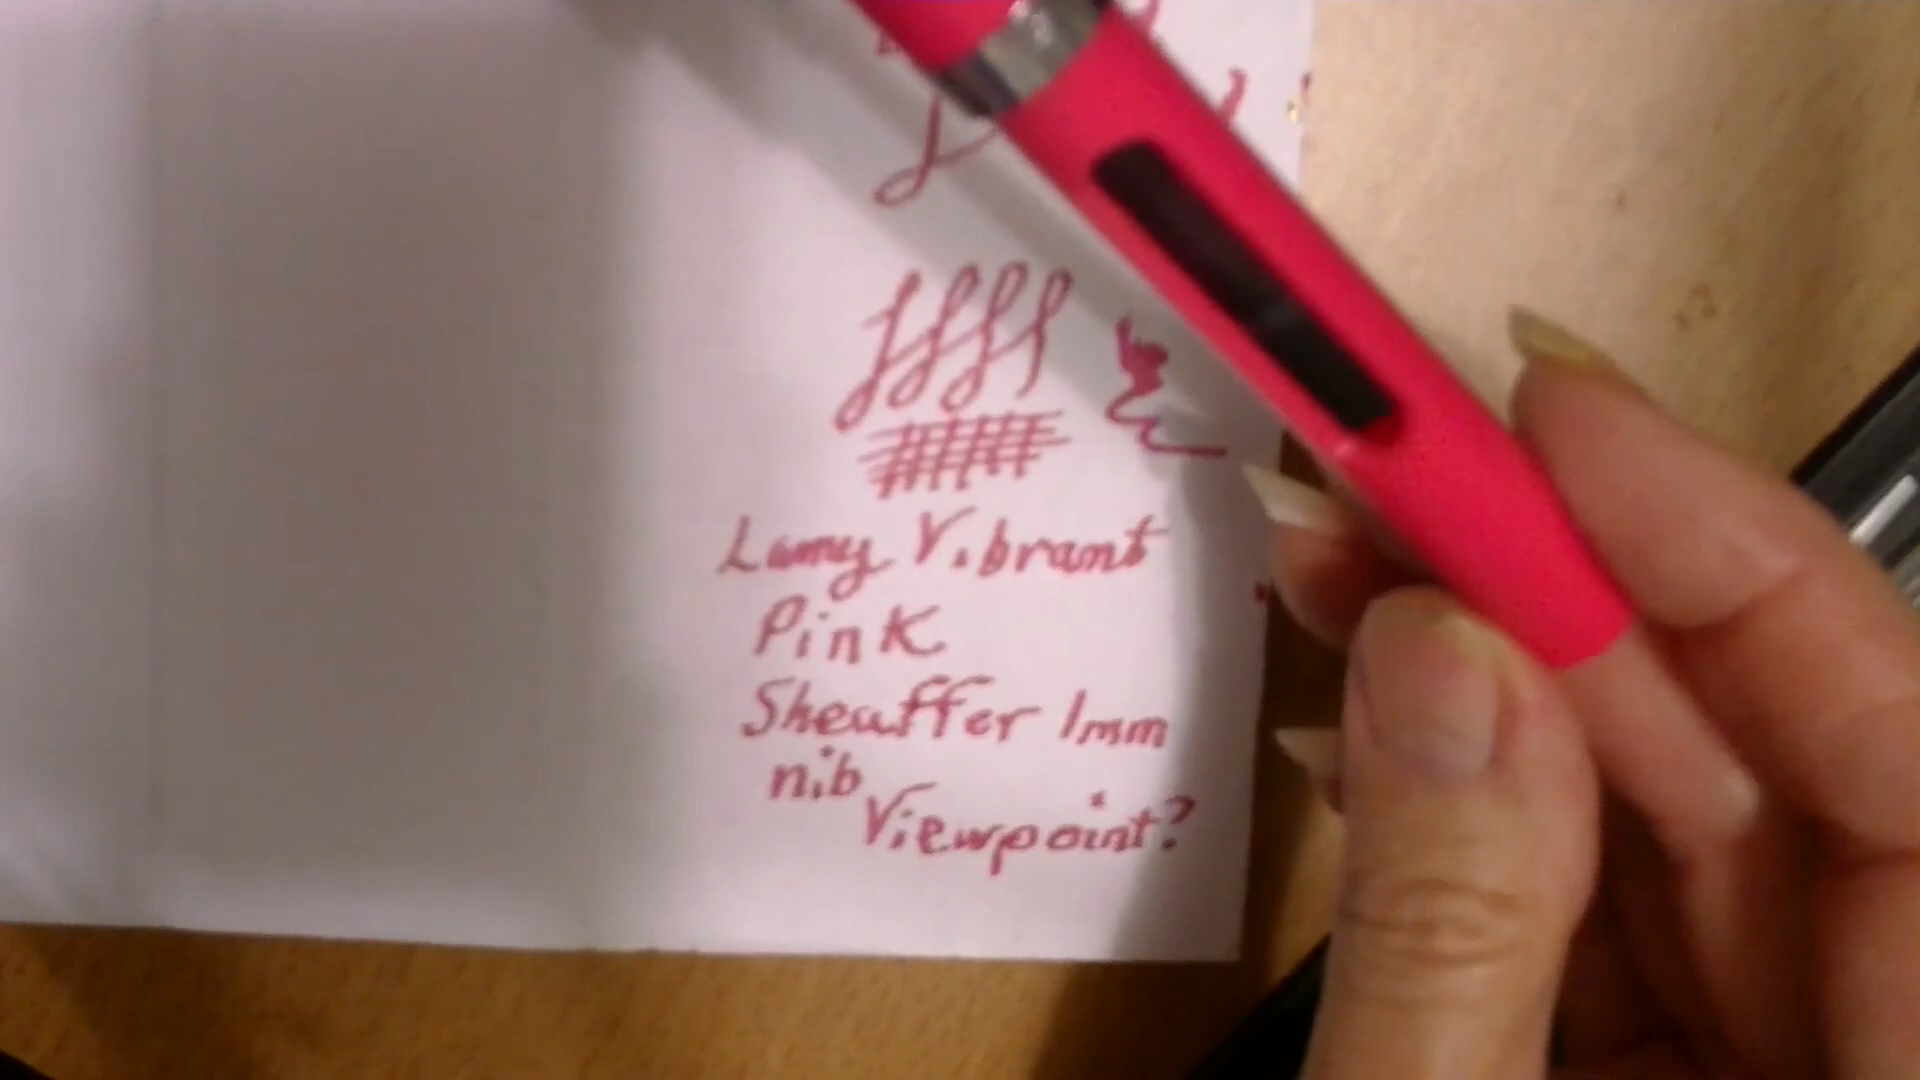 Lamy Vibrant
Pink
Sheaffer 1mm
nib
Viewpoint?